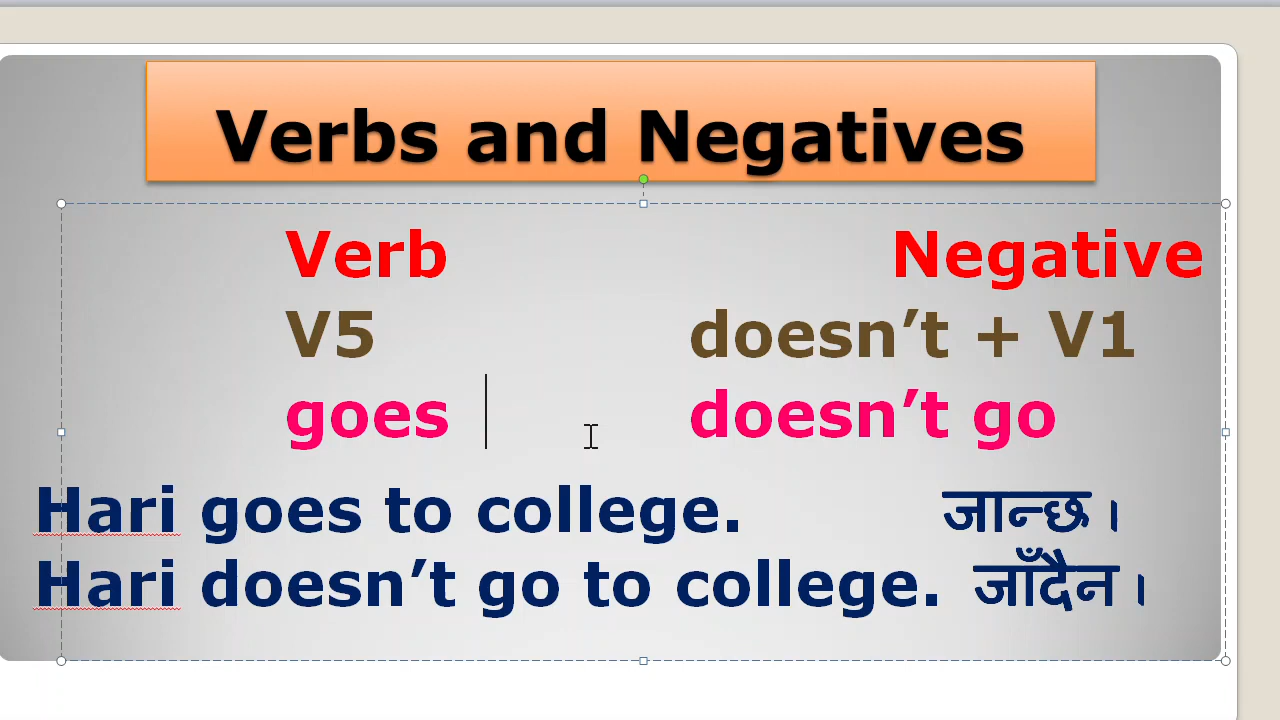 Verbs and Negatives
Verb Negative
V5 doesn’t + V1
goes doesn’t go
Hari goes to college. जान्छ।
Hari doesn’t go to college. जाँदैन।